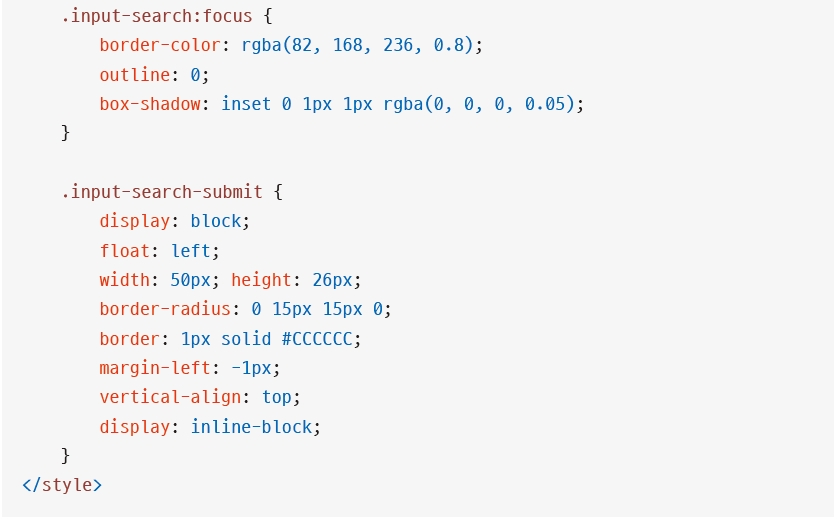 .input-search:focus {
border-color: rgba(82, 168, 236, 0.8);
outline: 0;
box-shadow: inset 0 1px 1px rgba(0, 0, 0, 0.05);
}
.input-search-submit {
display: block;
float: left;
width: 50px; height: 26px;
border-radius: 0 15px 15px 0;
border: 1px solid #CCCCCC;
margin-left: -1px;
vertical-align: top;
display: inline-block;
}
</style>